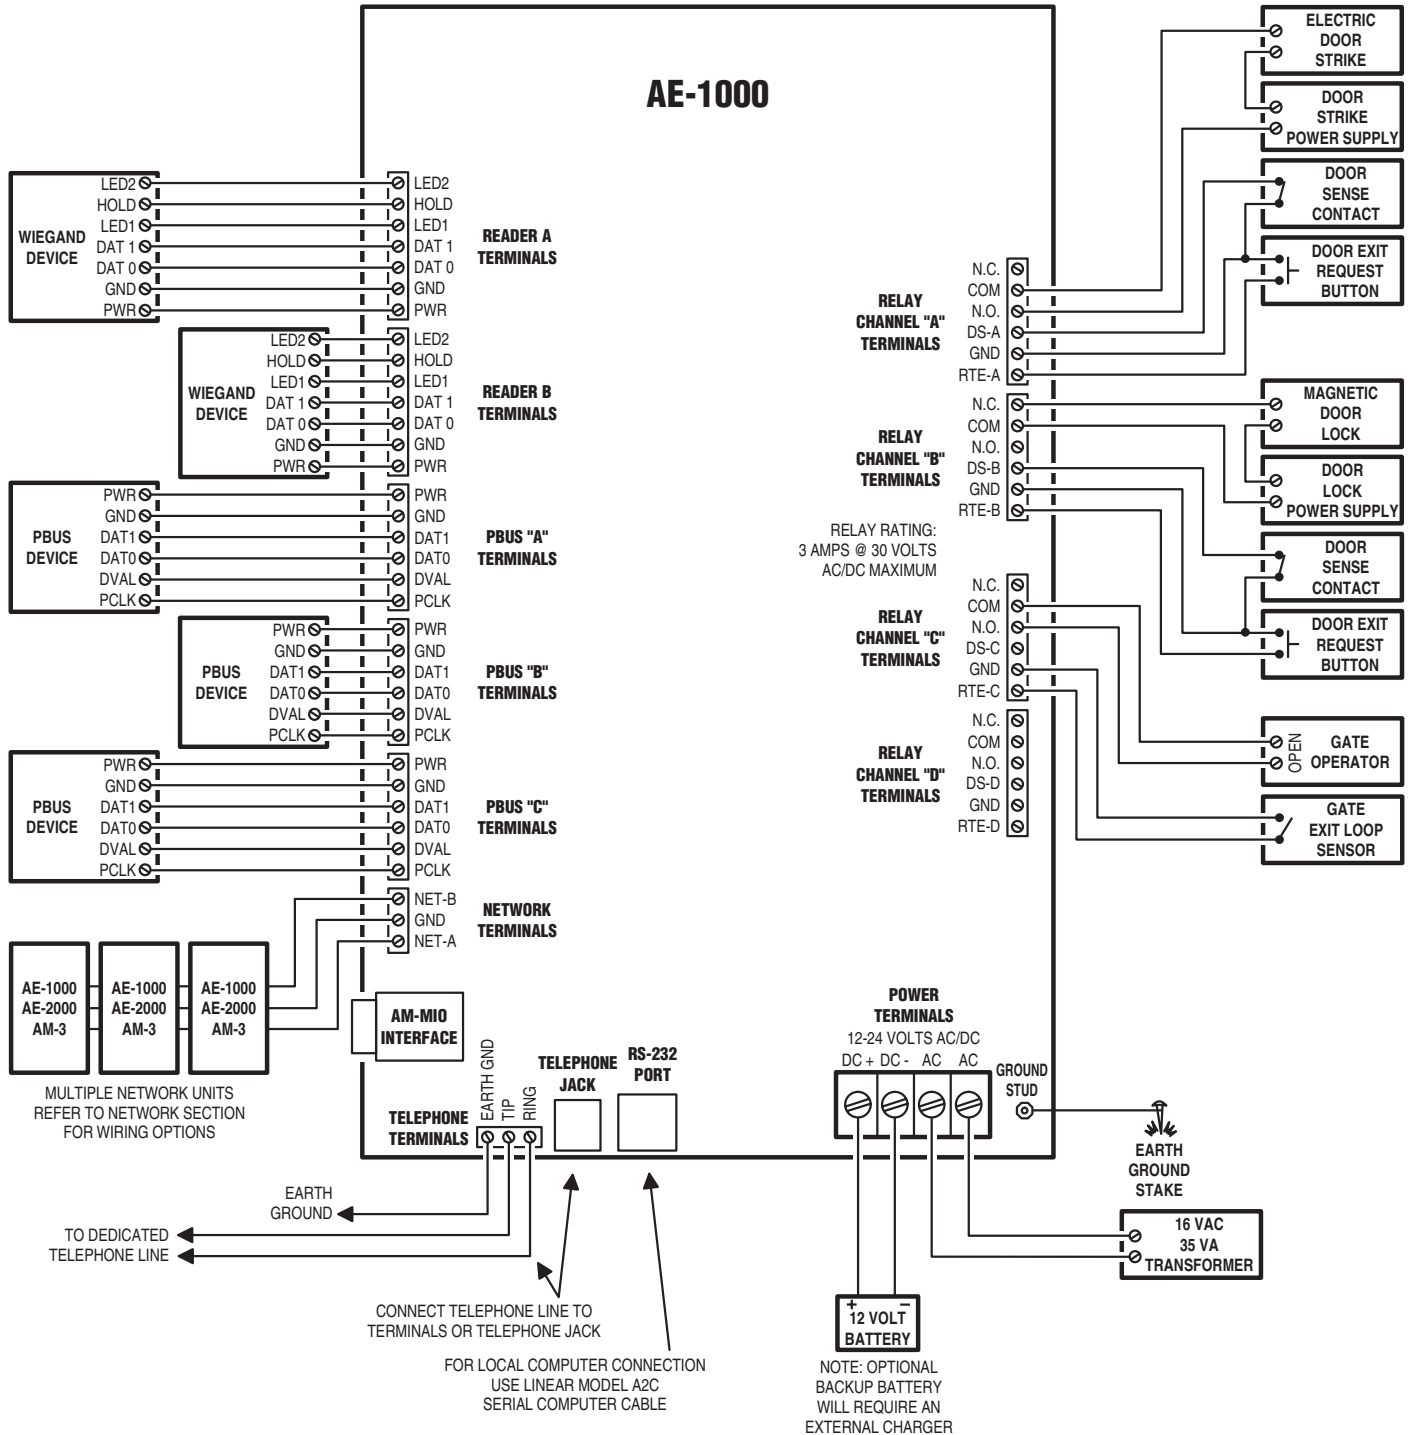 AE-1000
WIEGAND
DEVICE
LED2
HOLD
LED1
DAT 1
DAT 0
GND
PWR
LED2
HOLD
LED1
DAT 1
DAT 0
GND
PWR
READER A
TERMINALS
WIEGAND
DEVICE
LED2
HOLD
LED1
DAT 1
DAT 0
GND
PWR
LED2
HOLD
LED1
DAT 1
DAT 0
GND
PWR
READER B
TERMINALS
PBUS
DEVICE
PWR
GND
DAT1
DAT0
DVAL
PCLK
PWR
GND
DAT1
DAT0
DVAL
PCLK
PBUS "A"
TERMINALS
PBUS
DEVICE
PWR
GND
DAT1
DAT0
DVAL
PCLK
PWR
GND
DAT1
DAT0
DVAL
PCLK
PBUS "B"
TERMINALS
PBUS
DEVICE
PWR
GND
DAT1
DAT0
DVAL
PCLK
PWR
GND
DAT1
DAT0
DVAL
PCLK
PBUS "C"
TERMINALS
NET-B
GND
NET-A
NETWORK
TERMINALS
AE-1000
AE-2000
AM-3
AE-1000
AE-2000
AM-3
AE-1000
AE-2000
AM-3
MULTIPLE NETWORK UNITS
REFER TO NETWORK SECTION
FOR WIRING OPTIONS
AM-MIO
INTERFACE
TELEPHONE
TERMINALS
EARTH GND
TIP
RING
TELEPHONE
JACK
RS-232
PORT
EARTH
GROUND
TO DEDICATED
TELEPHONE LINE
CONNECT TELEPHONE LINE TO
TERMINALS OR TELEPHONE JACK
FOR LOCAL COMPUTER CONNECTION
USE LINEAR MODEL A2C
SERIAL COMPUTER CABLE
RELAY
CHANNEL "A"
TERMINALS
N.C.
COM
N.O.
DS-A
GND
RTE-A
RELAY
CHANNEL "B"
TERMINALS
N.C.
COM
N.O.
DS-B
GND
RTE-B
RELAY RATING:
3 AMPS @ 30 VOLTS
AC/DC MAXIMUM
RELAY
CHANNEL "C"
TERMINALS
N.C.
COM
N.O.
DS-C
GND
RTE-C
RELAY
CHANNEL "D"
TERMINALS
N.C.
COM
N.O.
DS-D
GND
RTE-D
ELECTRIC
DOOR
STRIKE
DOOR
STRIKE
POWER SUPPLY
DOOR
SENSE
CONTACT
DOOR EXIT
REQUEST
BUTTON
MAGNETIC
DOOR
LOCK
DOOR
LOCK
POWER SUPPLY
DOOR
SENSE
CONTACT
DOOR EXIT
REQUEST
BUTTON
OPEN
GATE
OPERATOR
GATE
EXIT LOOP
SENSOR
POWER
TERMINALS
12-24 VOLTS AC/DC
DC + DC - AC AC
GROUND
STUD
EARTH
GROUND
STAKE
16 VAC
35 VA
TRANSFORMER
+ −
12 VOLT
BATTERY
NOTE: OPTIONAL
BACKUP BATTERY
WILL REQUIRE AN
EXTERNAL CHARGER